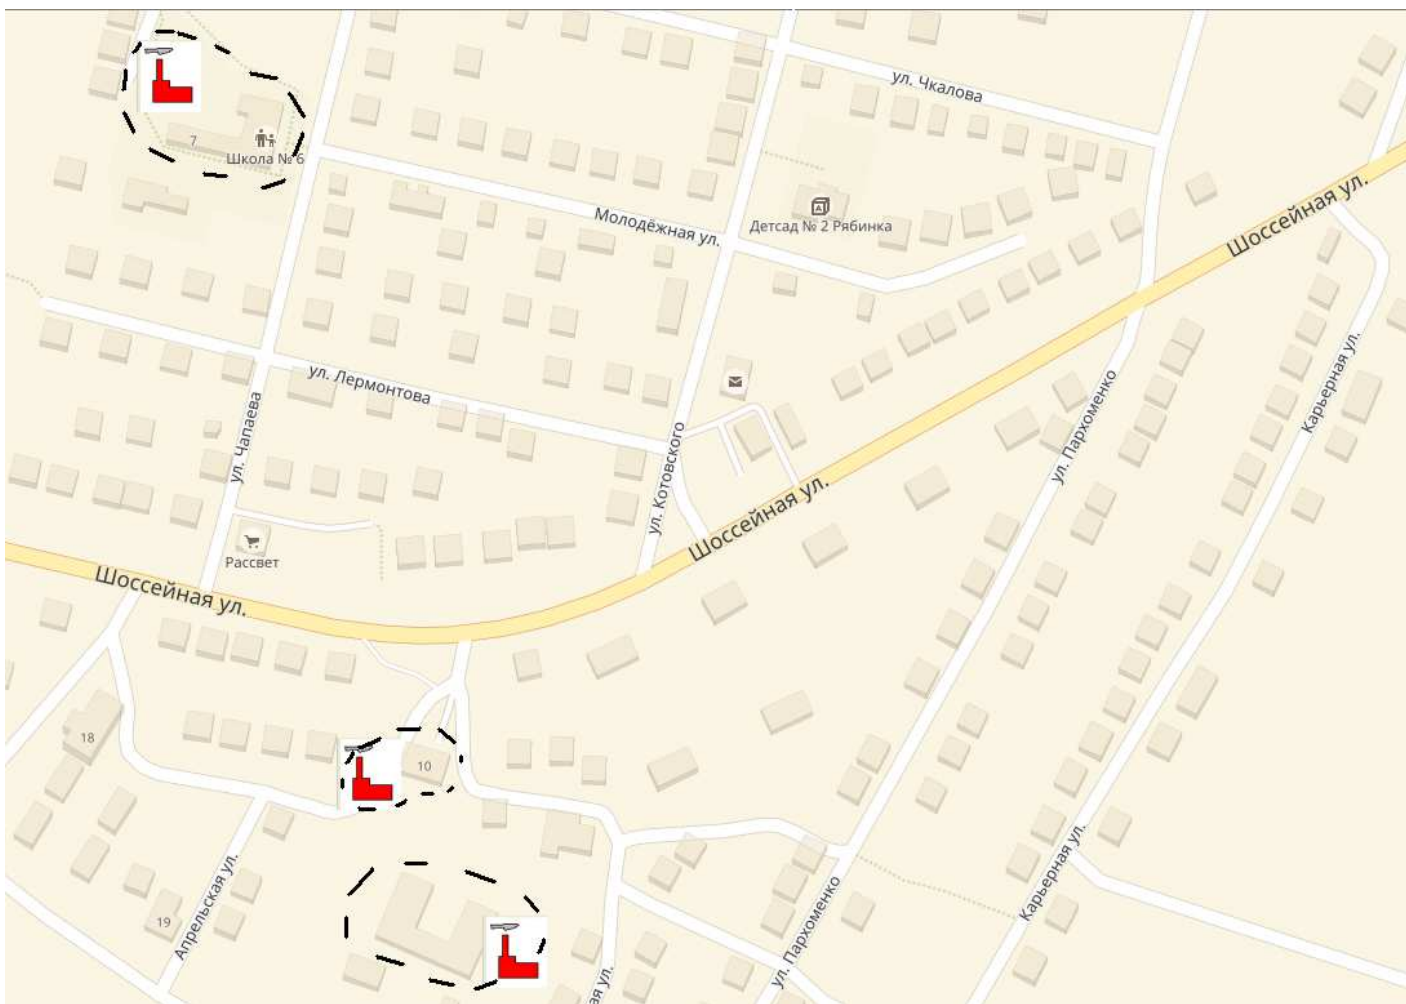 ул. Чкалова
7
Школа № 6
Шоссейная ул.
Молодёжная ул.
Детсад № 2 Рябинка
ул. Лермонтова
Карьерная ул.
ул. Чапаева
ул. Пархоменко
ул. Котовского
Шоссейная ул.
Рассвет
Шоссейная ул.
18
10
19
Апрельская ул.
ул. Пархоменко
Карьерная ул.
ая ул.